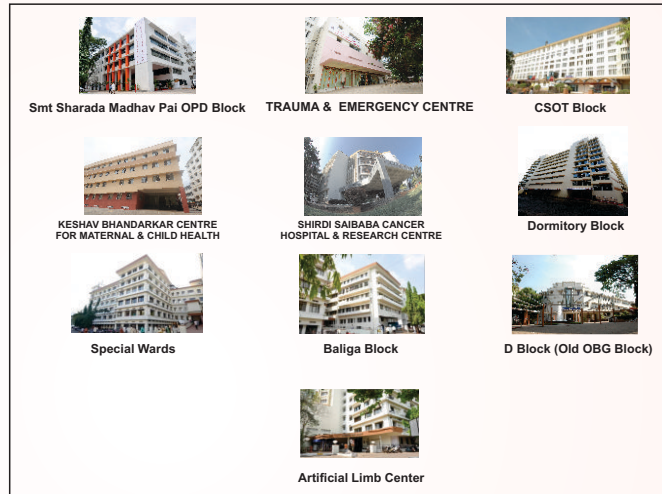 Smt Sharada Madhav Pai OPD Block
TRAUMA & EMERGENCY CENTRE
CSOT Block
KESHAV BHANDARKAR CENTRE
FOR MATERNAL & CHILD HEALTH
SHIRDI SAIBABA CANCER
HOSPITAL & RESEARCH CENTRE
Dormitory Block
Special Wards
Baliga Block
D Block (Old OBG Block)
Artificial Limb Center